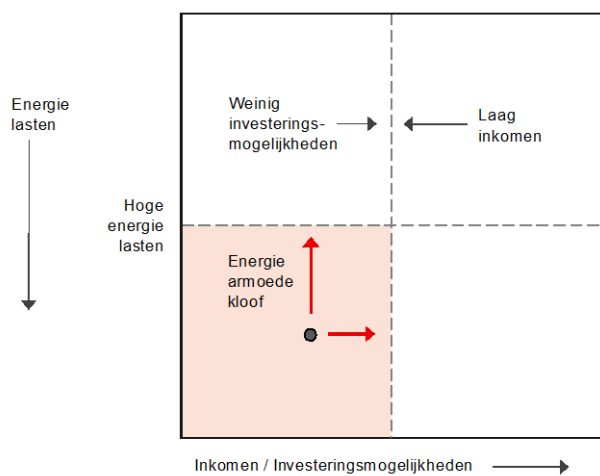 Energie
lasten
Weinig
investerings-
mogelijkheden
Laag
inkomen
Hoge
energie
lasten
Energie
armoede
kloof
Inkomen / Investeringsmogelijkheden